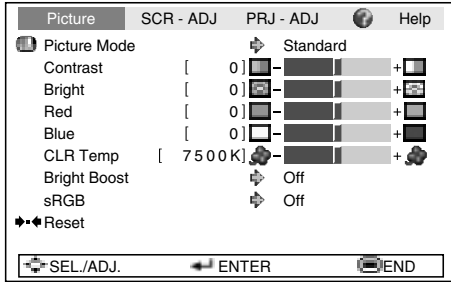 Picture SCR - ADJ PRJ - ADJ Help
Picture Mode Standard
Contrast [ 0] - +
Bright [ 0] - +
Red [ 0] - +
Blue [ 0] - +
CLR Temp [ 7500K] - +
Bright Boost Off
sRGB Off
Reset
SEL./ADJ. ENTER END